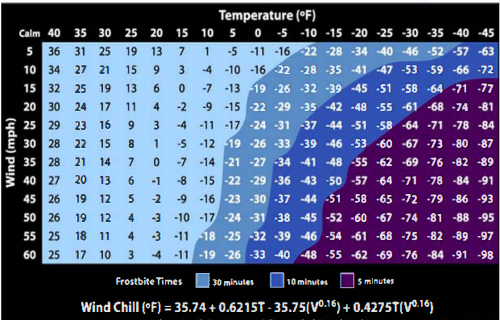 Temperature (ºF)
Calm 40 35 30 25 20 15 10 5 0 -5 -10 -15 -20 -25 -30 -35 -40 -45
5 36 31 25 19 13 7 1 -5 -11 -16 -22 -28 -34 -40 -46 -52 -57 -63
10 34 27 21 15 9 3 -4 -10 -16 -22 -28 -35 -41 -47 -53 -59 -66 -72
15 32 25 19 13 6 0 -7 -13 -19 -26 -32 -39 -45 -51 -58 -64 -71 -77
20 30 24 17 11 4 -2 -9 -15 -22 -29 -35 -42 -48 -55 -61 -68 -74 -81
25 29 23 16 9 3 -4 -11 -17 -24 -31 -37 -44 -51 -58 -64 -71 -78 -84
30 28 22 15 8 1 -5 -12 -19 -26 -33 -39 -46 -53 -60 -67 -73 -80 -87
35 28 21 14 7 0 -7 -14 -21 -27 -34 -41 -48 -55 -62 -69 -76 -82 -89
40 27 20 13 6 -1 -8 -15 -22 -29 -36 -43 -50 -57 -64 -71 -78 -84 -91
45 26 19 12 5 -2 -9 -16 -23 -30 -37 -44 -51 -58 -65 -72 -79 -86 -93
50 26 19 12 4 -3 -10 -17 -24 -31 -38 -45 -52 -60 -67 -74 -81 -88 -95
55 25 18 11 4 -3 -11 -18 -25 -32 -39 -46 -54 -61 -68 -75 -82 -89 -97
60 25 17 10 3 -4 -11 -19 -26 -33 -40 -48 -55 -62 -69 -76 -84 -91 -98
Wind (mph)
Frostbite Times 30 minutes 10 minutes 5 minutes
Wind Chill (ºF) = 35.74 + 0.6215T - 35.75(V0.16) + 0.4275T(V0.16)